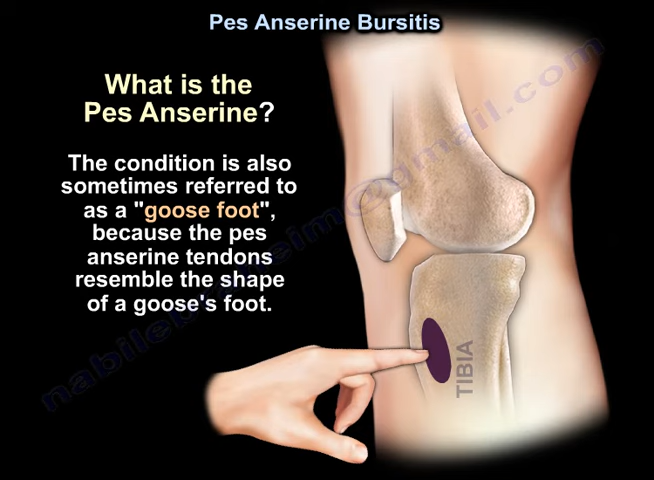 Pes Anserine Bursitis
What is the
Pes Anserine?
The condition is also
sometimes referred to
as a "goose foot",
because the pes
anserine tendons
resemble the shape
of a goose's foot.
TIBIA